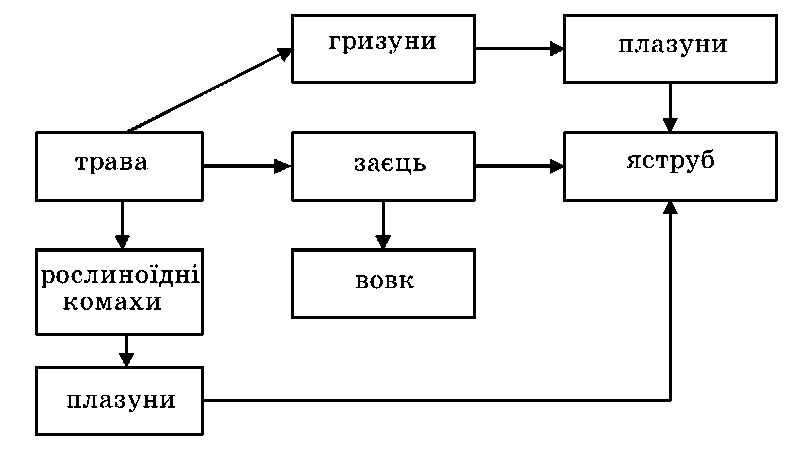 гризуни
плазуни
трава
заєць
яструб
рослиноїдні
комахи
вовк
плазуни